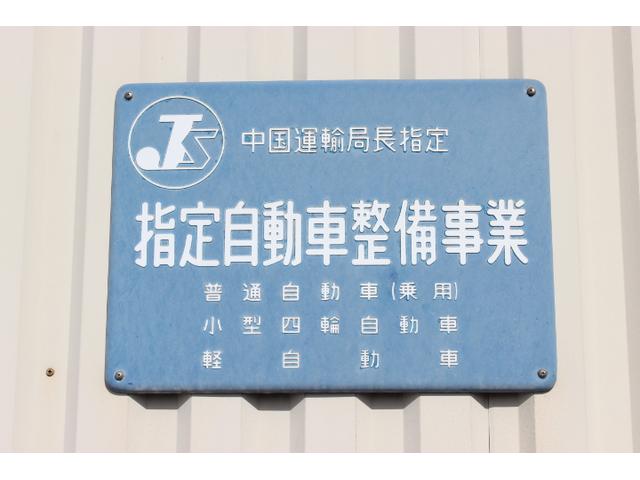 JS
中国運輸局長指定
指定自動車整備事業
普通自動車(乗用)
小型四輪自動車
軽自動車